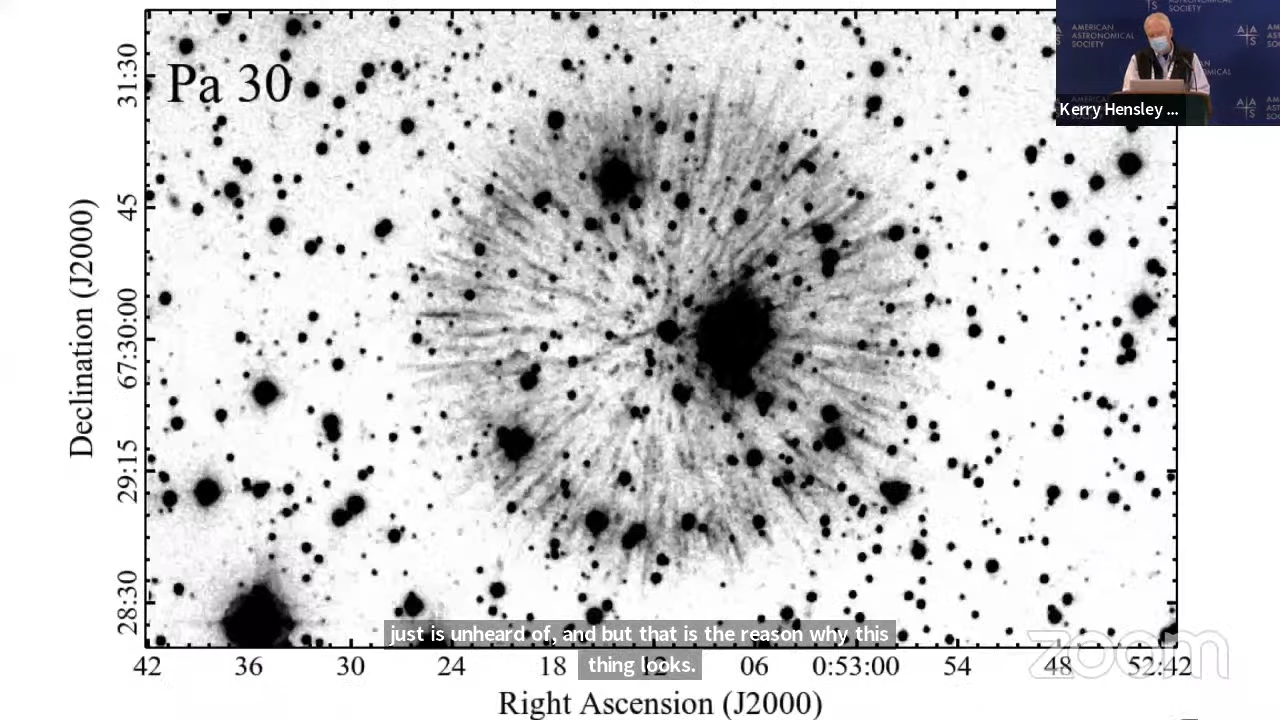 Pa 30
Declination (J2000)
31:30
45
67:30:00
29:15
28:30
42
36
30
24
18
12
06
0:53:00
54
48
52:42
Right Ascension (J2000)
ASTRONOMICAL
SOCIETY
AMERICAN
ASTRONOMICAL
SOCIETY
Kerry Hensley ...
just is unheard of, and but that is the reason why this
thing looks.
zoom